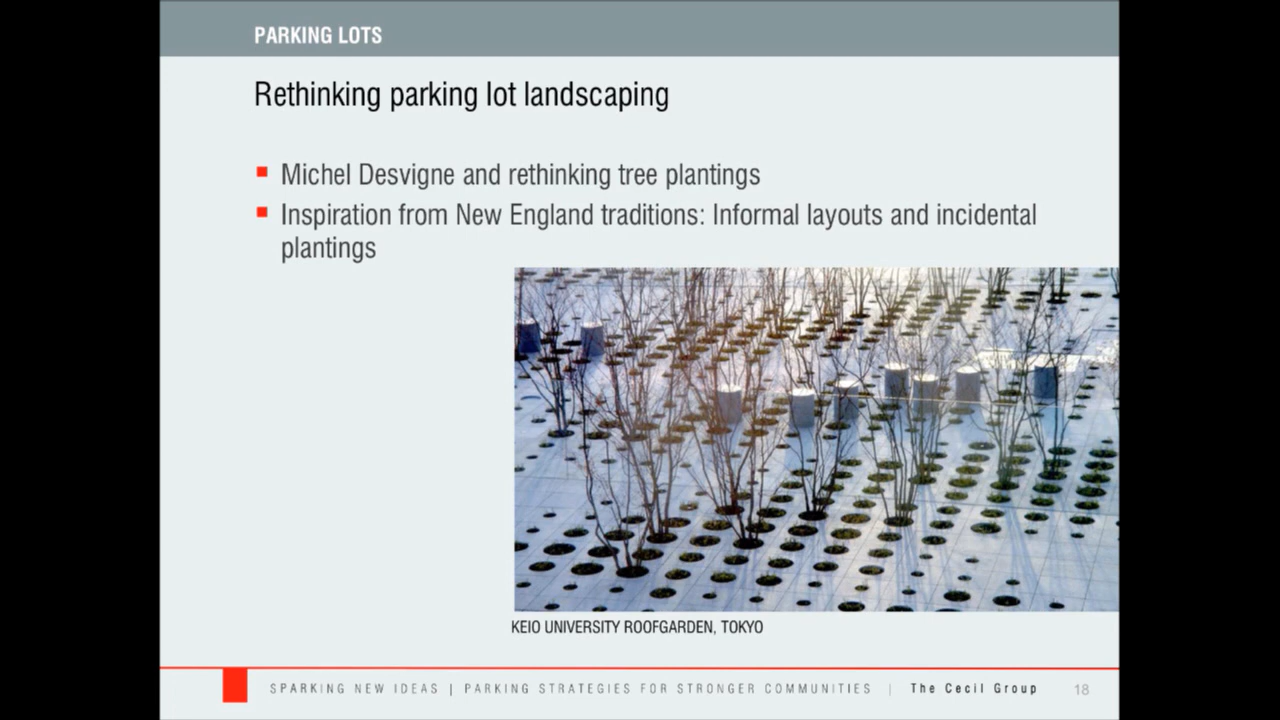 PARKING LOTS
Rethinking parking lot landscaping
Michel Desvigne and rethinking tree plantings
Inspiration from New England traditions: Informal layouts and incidental
plantings
KEIO UNIVERSITY ROOFGARDEN, TOKYO
SPARKING NEW IDEAS | PARKING STRATEGIES FOR STRONGER COMMUNITIES | The Cecil Group 18